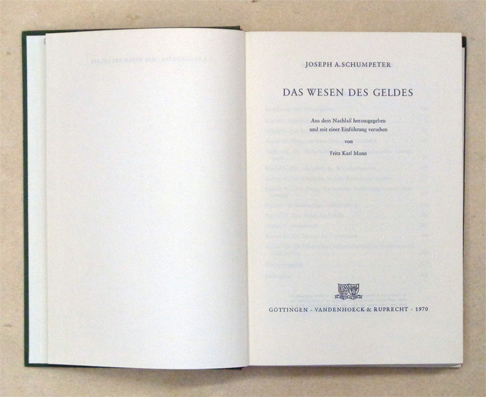 JOSEPH A. SCHUMPETER
DAS WESEN DES GELDES
Aus dem Nachlaß herausgegeben
und mit einer Einführung versehen
von
Fritz Karl Mann
GÖTTINGEN · VANDENHOECK & RUPRECHT · 1970